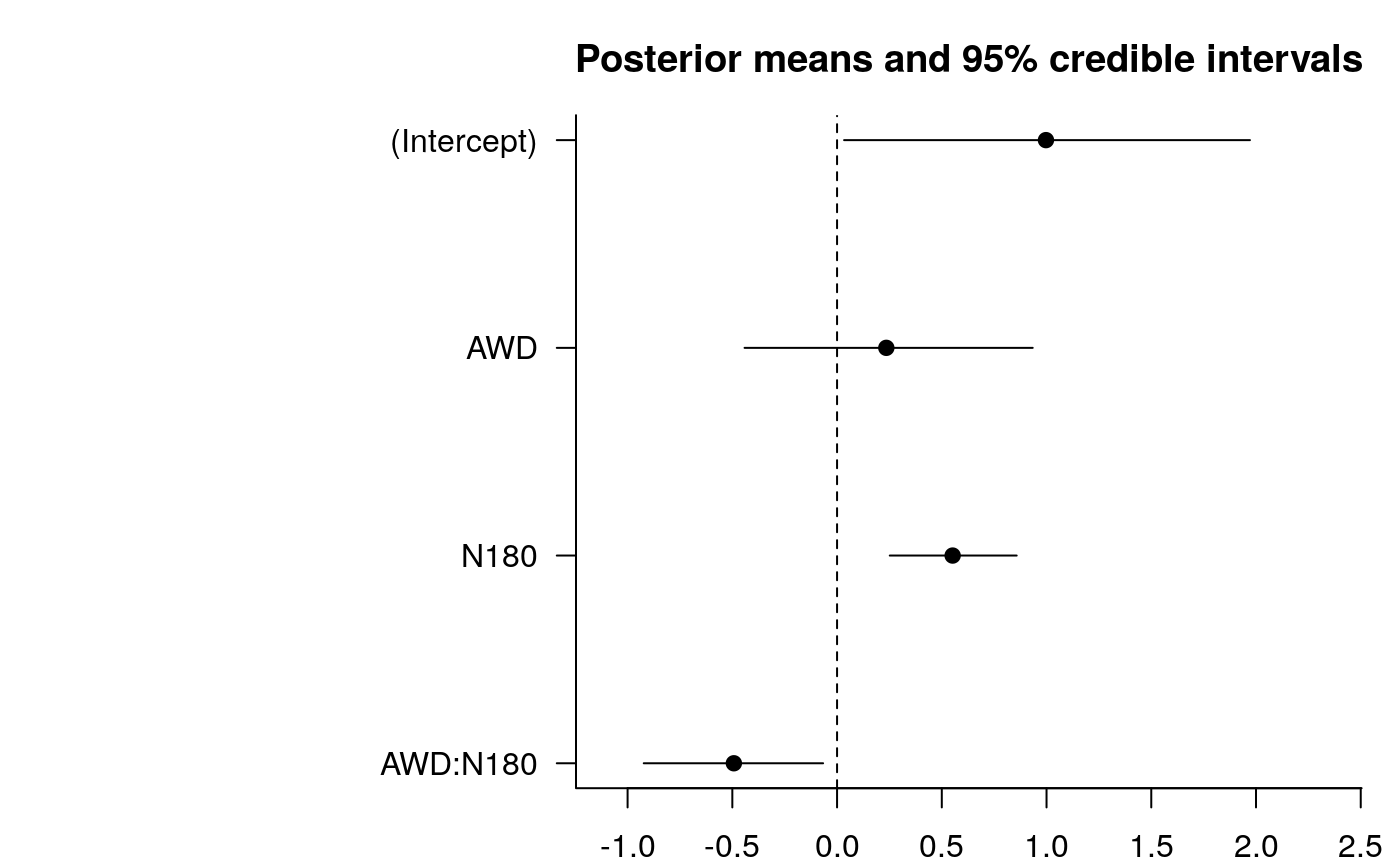 Posterior means and 95% credible intervals
(Intercept)
AWD
N180
AWD:N180
-1.0 -0.5 0.0 0.5 1.0 1.5 2.0 2.5